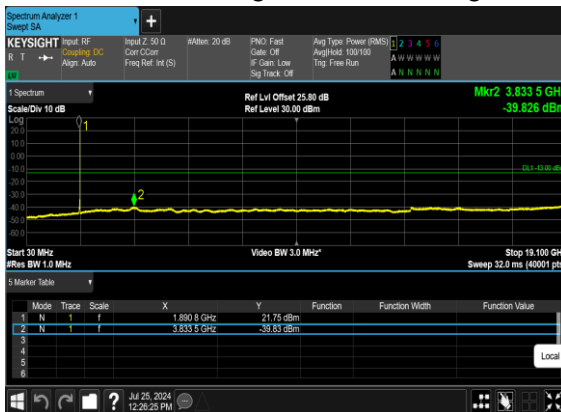 Spectrum Analyzer 1
Swept SA
KEYSIGHT Input: RF Input Z: 50 Ω #Atten: 20 dB PNO: Fast Avg Type: Power (RMS) 1 2 3 4 5 6
R T Coupling: DC Corr CCorr Gate: Off Avg|Hold: 100/100 A W W W W W
Align: Auto Freq Ref: Int (S) IF Gain: Low Trig: Free Run
Sig Track: Off A N N N N N
1 Spectrum Ref Lvl Offset 25.80 dB Mkr2 3.833 5 GH
Scale/Div 10 dB Ref Level 30.00 dBm -39.826 dBr
Log
20.0
10.0
0.00
-10.0
DL1 -13.00 dB
-20.0
-30.0
-40.0
-50.0
-60.0
1
2
Start 30 MHz Video BW 3.0 MHz* Stop 19.100 GH
#Res BW 1.0 MHz Sweep 32.0 ms (40001 pts
5 Marker Table
Mode Trace Scale X Y Function Function Width Function Value
1 N 1 f 1.890 8 GHz 21.75 dBm
2 N 1 f 3.833 5 GHz -39.83 dBm
3
4
5
6
Local
? Jul 25, 2024
12:26:25 PM